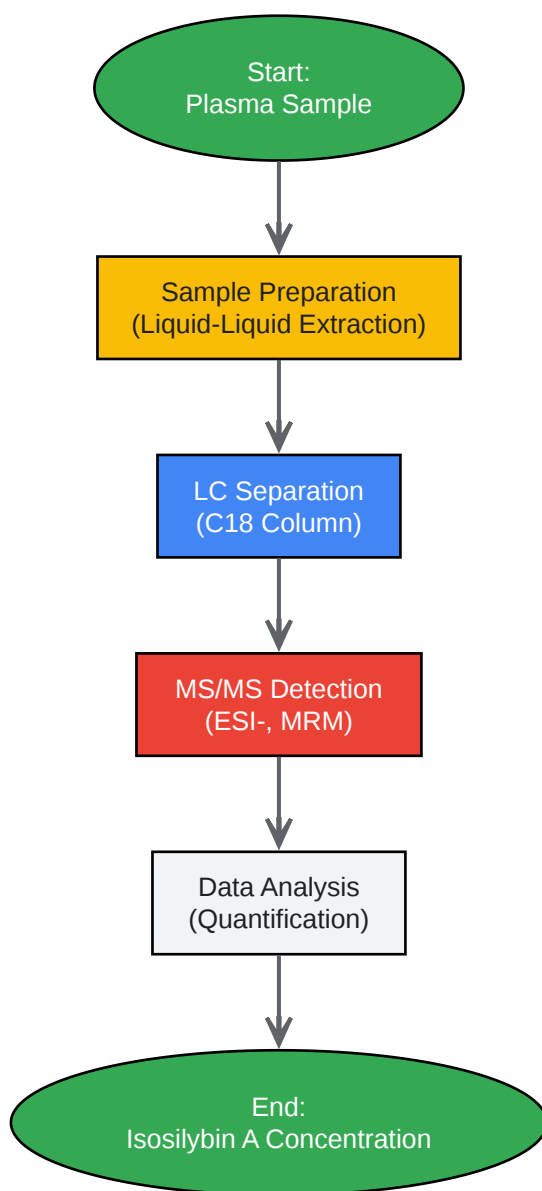 Start:
Plasma Sample
Sample Preparation
(Liquid-Liquid Extraction)
LC Separation
(C18 Column)
MS/MS Detection
(ESI-, MRM)
Data Analysis
(Quantification)
End:
Isosilybin A Concentration